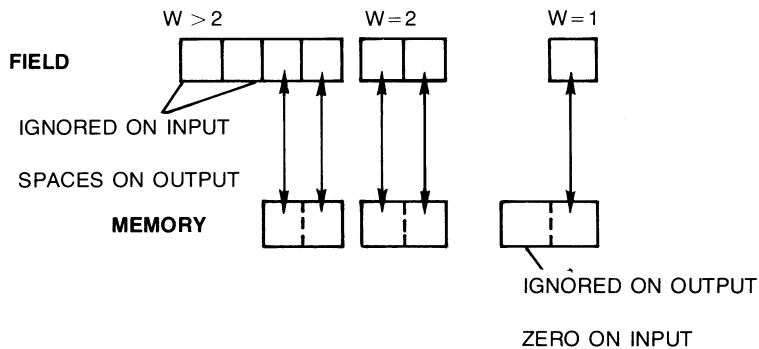 W > 2 W = 2 W = 1
FIELD
IGNORED ON INPUT
SPACES ON OUTPUT
MEMORY
IGNORED ON OUTPUT
ZERO ON INPUT